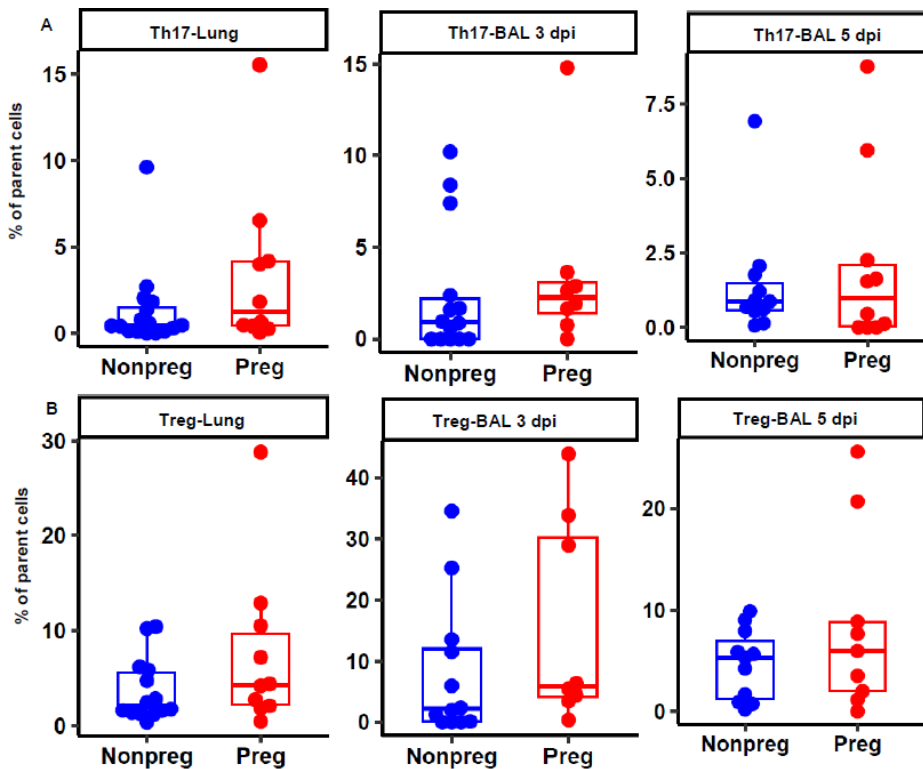 A
Th17-Lung
Th17-BAL 3 dpi
Th17-BAL 5 dpi
% of parent cells
15
10
5
0
15
10
5
0
7.5
5.0
2.5
0.0
Nonpreg Preg
Nonpreg Preg
Nonpreg Preg
B
Treg-Lung
Treg-BAL 3 dpi
Treg-BAL 5 dpi
% of parent cells
30
20
10
0
40
30
20
10
0
20
10
0
Nonpreg Preg
Nonpreg Preg
Nonpreg Preg